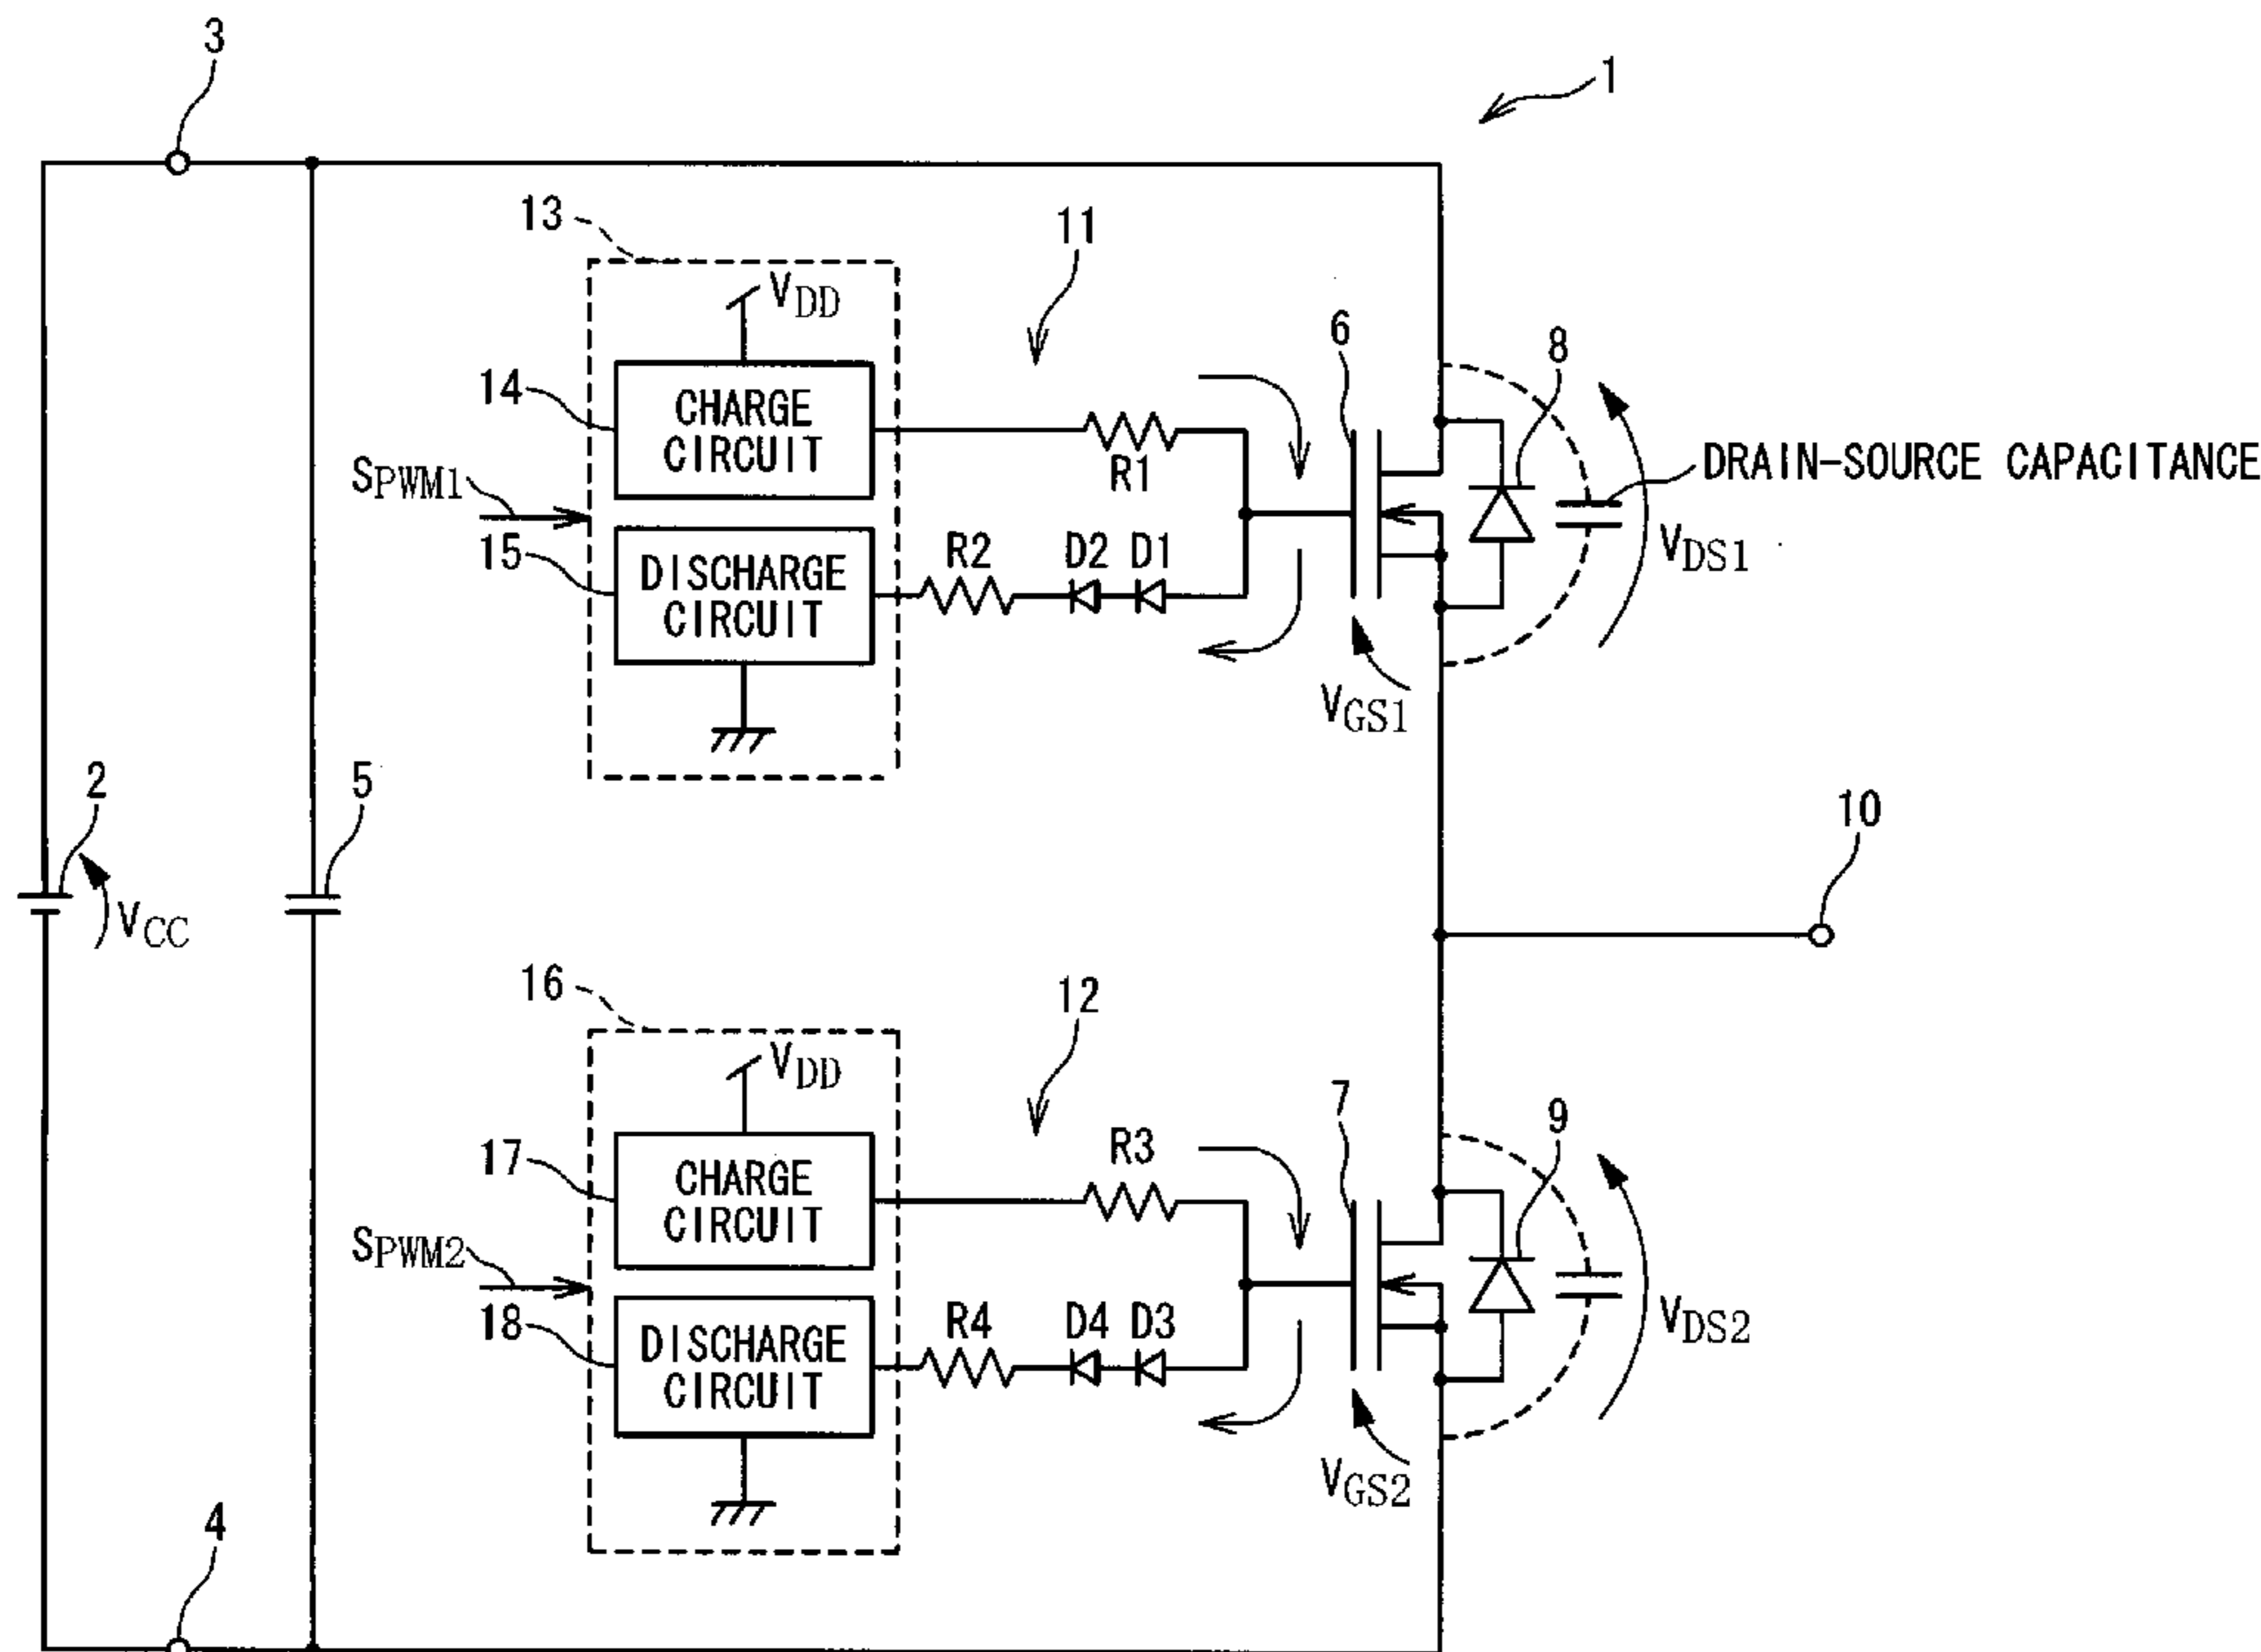 3
1
13
11
VDD
6
8
14
CHARGE
CIRCUIT
R1
DRAIN-SOURCE CAPACITANCE
SPWM1
15
DISCHARGE
CIRCUIT
R2
D2
D1
VDS1
VGS1
2
5
10
VCC
16
12
VDD
7
9
17
CHARGE
CIRCUIT
R3
SPWM2
18
DISCHARGE
CIRCUIT
R4
D4
D3
VDS2
VGS2
4